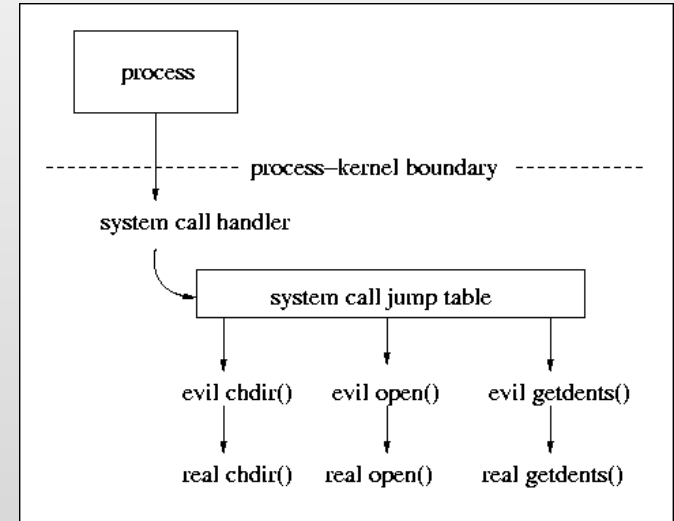 process
process–kernel boundary
system call handler
system call jump table
evil chdir() evil open() evil getdents()
real chdir() real open() real getdents()